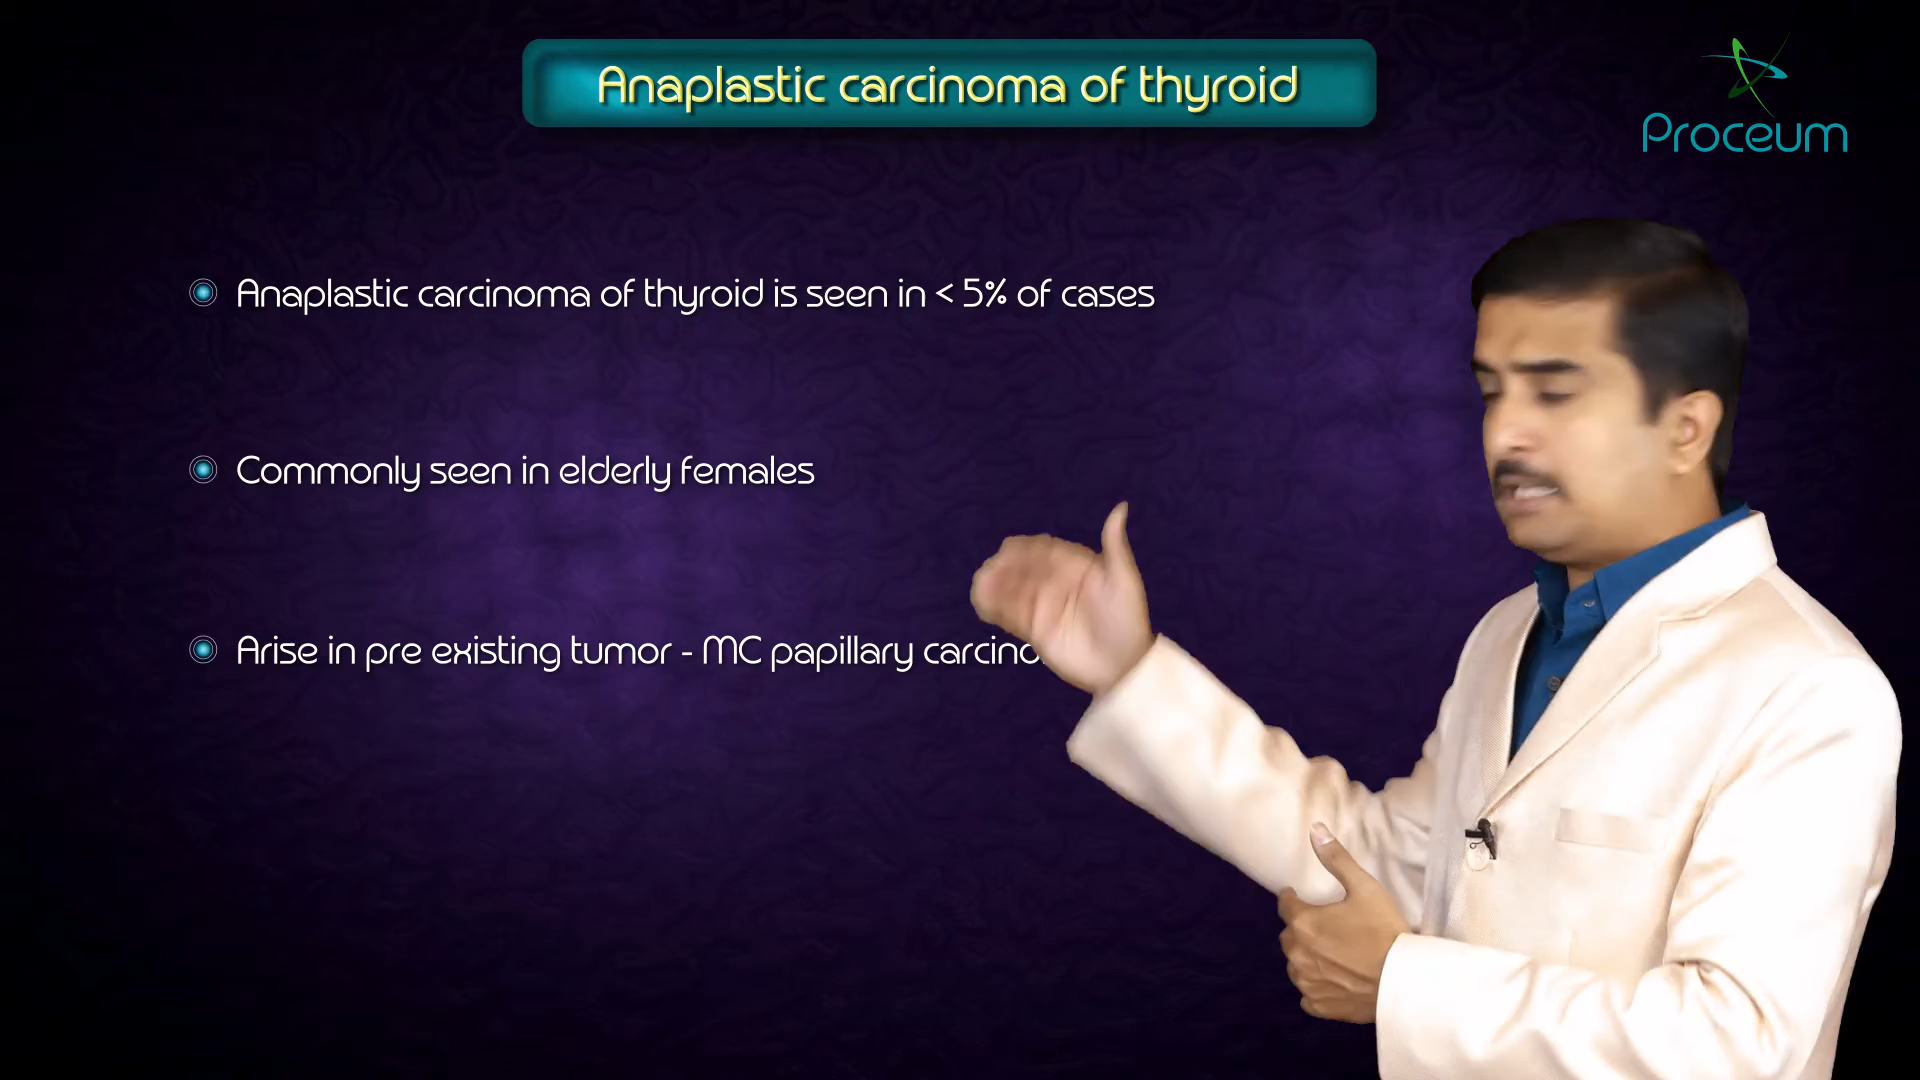 Anaplastic carcinoma of thyroid
Proceum
Anaplastic carcinoma of thyroid is seen in < 5% of cases
Commonly seen in elderly females
Arise in pre existing tumor - MC papillary